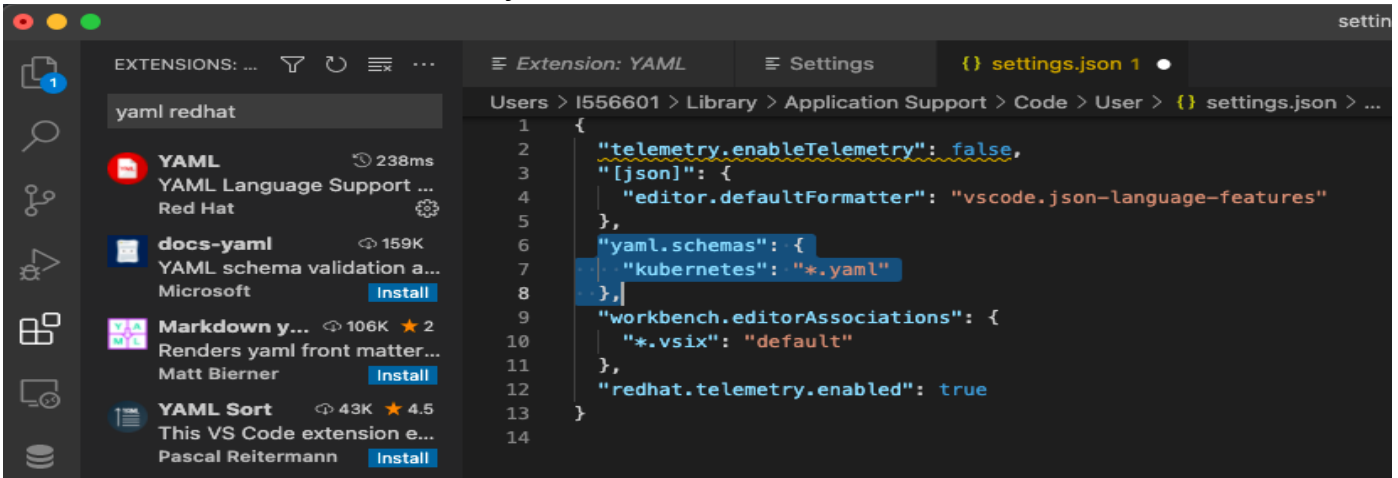 settin
EXTENSIONS: ... ...
yaml redhat
YAML 238ms
YAML Language Support ...
Red Hat
docs-yaml 159K
YAML schema validation a...
Microsoft Install
Markdown y... 106K ★ 2
Renders yaml front matter...
Matt Bierner Install
YAML Sort 43K ★ 4.5
This VS Code extension e...
Pascal Reitermann Install
1
Extension: YAML Settings {} settings.json 1 ●
Users > I556601 > Library > Application Support > Code > User > {} settings.json > ...
1 {
2 "telemetry.enableTelemetry": false,
3 "[json]": {
4 "editor.defaultFormatter": "vscode.json-language-features"
5 },
6 "yaml.schemas": {
7 "kubernetes": "*.yaml"
8 },
9 "workbench.editorAssociations": {
10 "*.vsix": "default"
11 },
12 "redhat.telemetry.enabled": true
13 }
14